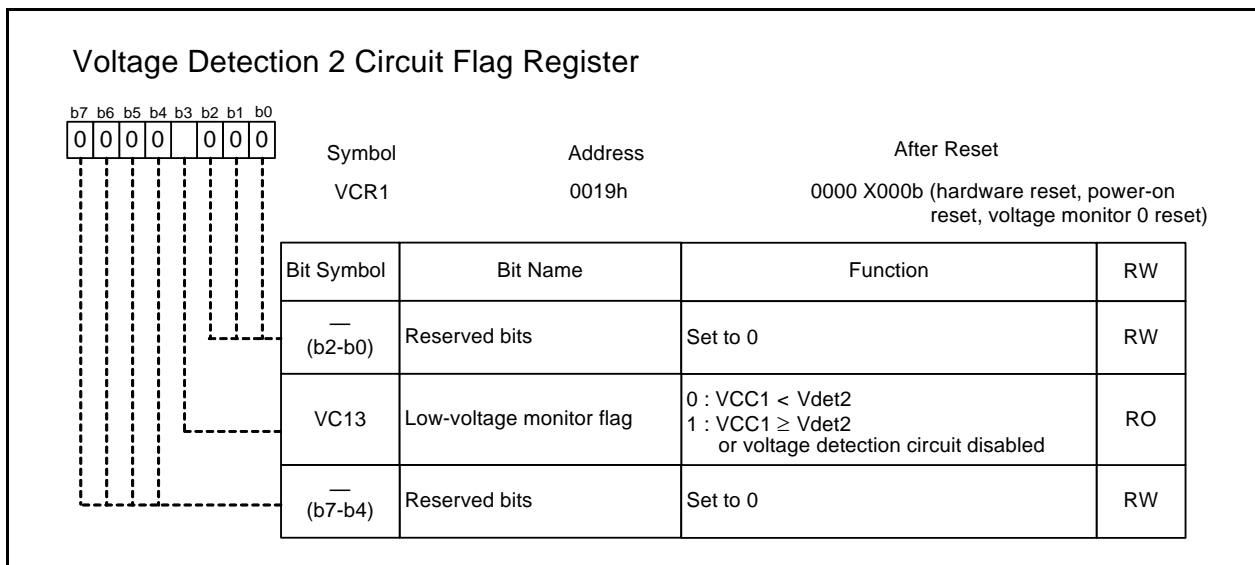 Voltage Detection 2 Circuit Flag Register
b7 b6 b5 b4 b3 b2 b1 b0
0 0 0 0 0 0 0
Symbol Address After Reset
VCR1 0019h 0000 X000b (hardware reset, power-on
reset, voltage monitor 0 reset)
Bit Symbol Bit Name Function RW
—
(b2-b0) Reserved bits Set to 0 RW
VC13 Low-voltage monitor flag 0 : VCC1 < Vdet2
1 : VCC1 ≥ Vdet2
or voltage detection circuit disabled RO
—
(b7-b4) Reserved bits Set to 0 RW